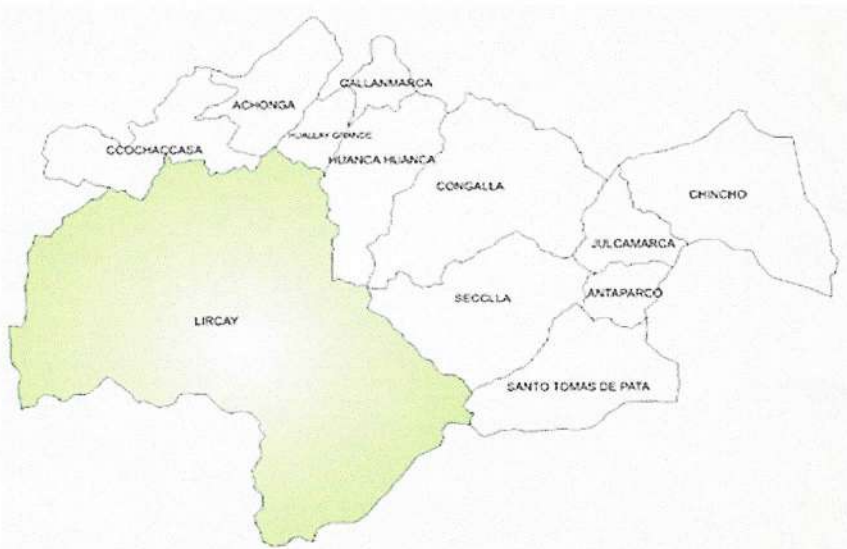 CALLANMARCA
ACHONGA
HUALLAY GRANDE
CCOCHACCASA
HUANCA HUANCA
CONGALLA
CHINCHO
JULCAMARCA
ANTAPARCO
SECCLLA
LIRCAY
SANTO TOMAS DE PATA